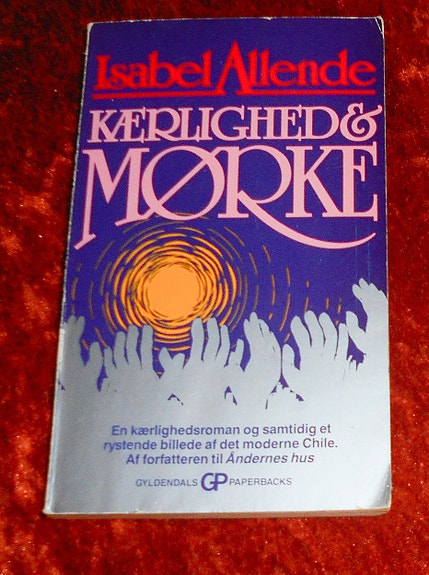 Isabel Allende
KÆRLIGHED &
MØRKE
En kærlighedsroman og samtidig et
rystende billede af det moderne Chile.
Af forfatteren til Åndernes hus
GYLDENDALS GP PAPERBACKS